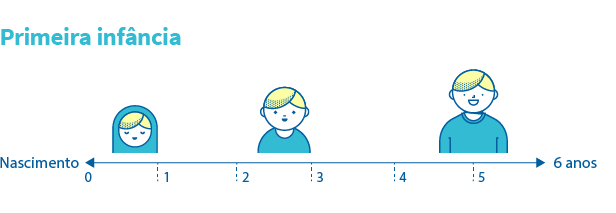 Primeira infância
Nascimento 6 anos
0 1 2 3 4 5